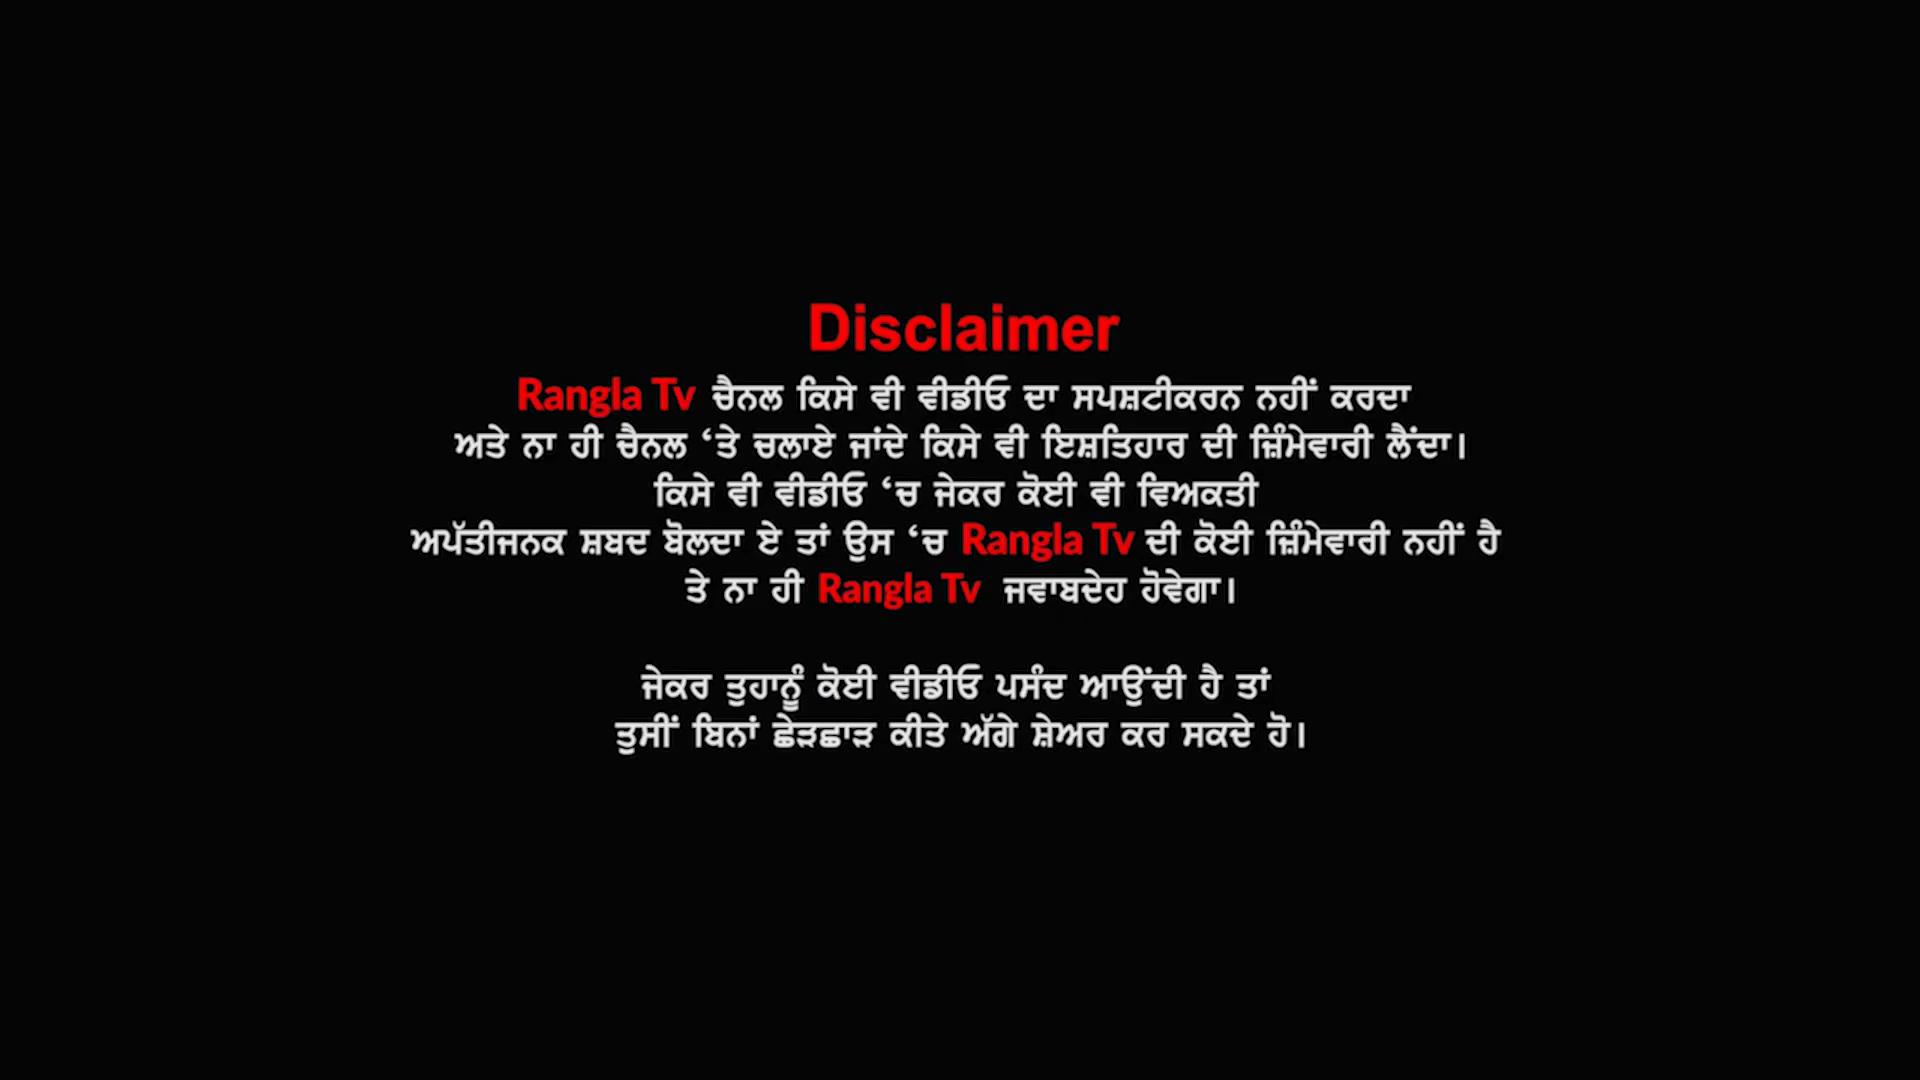 Disclaimer
Rangla Tv ਚੈਨਲ ਕਿਸੇ ਵੀ ਵੀਡੀਓ ਦਾ ਸਪਸ਼ਟੀਕਰਨ ਨਹੀਂ ਕਰਦਾ
ਅਤੇ ਨਾ ਹੀ ਚੈਨਲ ‘ਤੇ ਚਲਾਏ ਜਾਂਦੇ ਕਿਸੇ ਵੀ ਇਸ਼ਤਿਹਾਰ ਦੀ ਜ਼ਿੰਮੇਵਾਰੀ ਲੈਂਦਾ।
ਕਿਸੇ ਵੀ ਵੀਡੀਓ ‘ਚ ਜੇਕਰ ਕੋਈ ਵੀ ਵਿਅਕਤੀ
ਅਪੱਤੀਜਨਕ ਸ਼ਬਦ ਬੋਲਦਾ ਏ ਤਾਂ ਉਸ ‘ਚ Rangla Tv ਦੀ ਕੋਈ ਜ਼ਿੰਮੇਵਾਰੀ ਨਹੀਂ ਹੈ
ਤੇ ਨਾ ਹੀ Rangla Tv ਜਵਾਬਦੇਹ ਹੋਵੇਗਾ।
ਜੇਕਰ ਤੁਹਾਨੂੰ ਕੋਈ ਵੀਡੀਓ ਪਸੰਦ ਆਉਂਦੀ ਹੈ ਤਾਂ
ਤੁਸੀਂ ਬਿਨਾਂ ਛੇੜਛਾੜ ਕੀਤੇ ਅੱਗੇ ਸ਼ੇਅਰ ਕਰ ਸਕਦੇ ਹੋ।